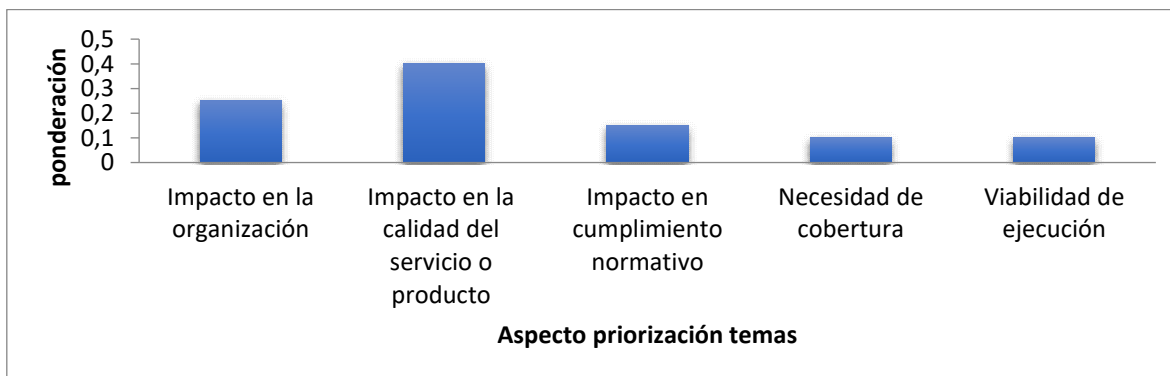 ponderación
0,5
0,4
0,3
0,2
0,1
0
Impacto en la
organización
Impacto en la
calidad del
servicio o
producto
Impacto en
cumplimiento
normativo
Necesidad de
cobertura
Viabilidad de
ejecución
Aspecto priorización temas